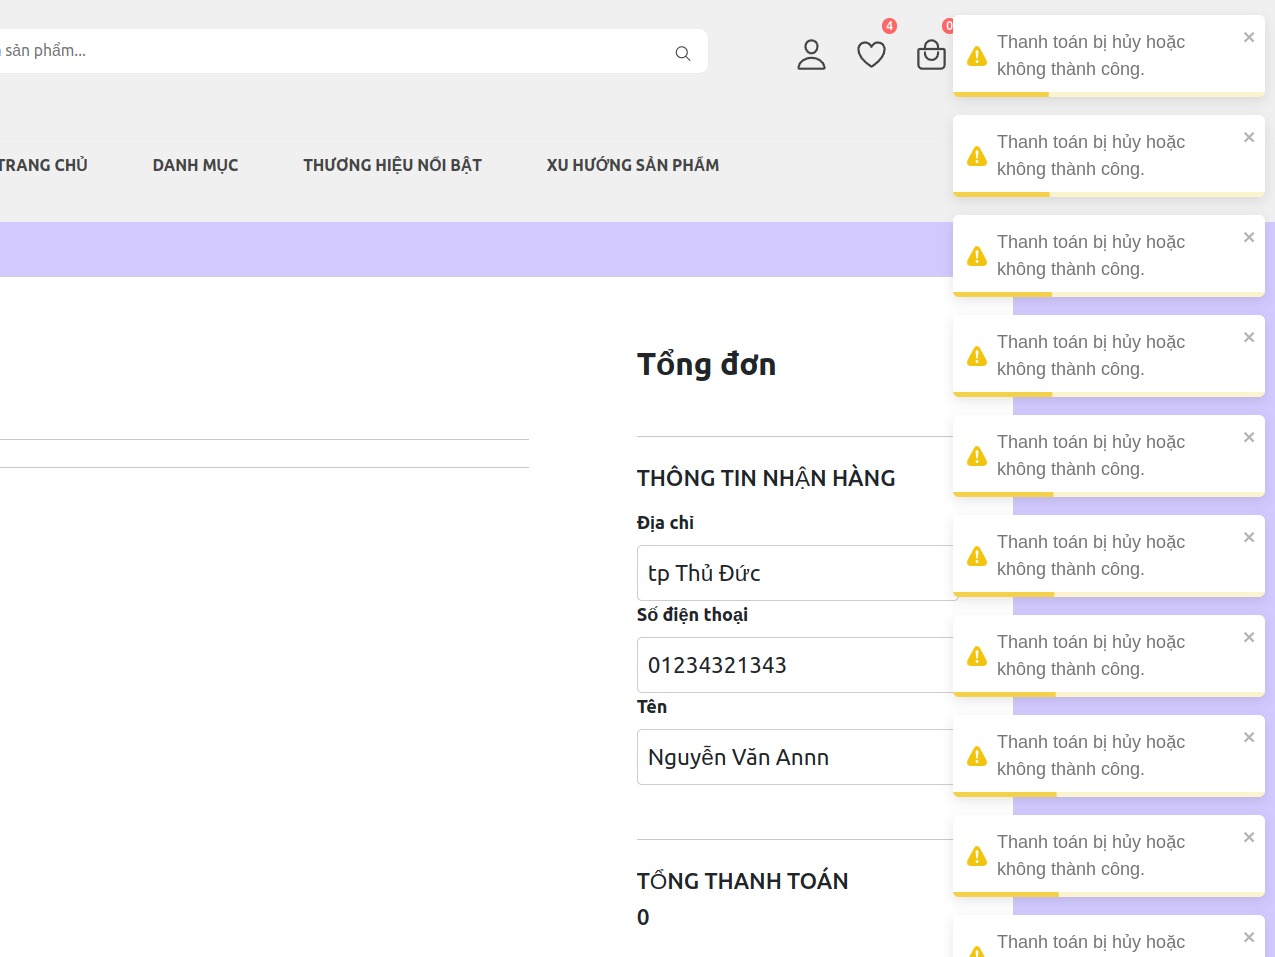 sản phẩm...
4
0
TRANG CHỦ
DANH MỤC
THƯƠNG HIỆU NỔI BẬT
XU HƯỚNG SẢN PHẨM
Tổng đơn
THÔNG TIN NHẬN HÀNG
Địa chỉ
tp Thủ Đức
Số điện thoại
01234321343
Tên
Nguyễn Văn Annn
TỔNG THANH TOÁN
0
Thanh toán bị hủy hoặc
không thành công.
Thanh toán bị hủy hoặc
không thành công.
Thanh toán bị hủy hoặc
không thành công.
Thanh toán bị hủy hoặc
không thành công.
Thanh toán bị hủy hoặc
không thành công.
Thanh toán bị hủy hoặc
không thành công.
Thanh toán bị hủy hoặc
không thành công.
Thanh toán bị hủy hoặc
không thành công.
Thanh toán bị hủy hoặc
không thành công.
Thanh toán bị hủy hoặc